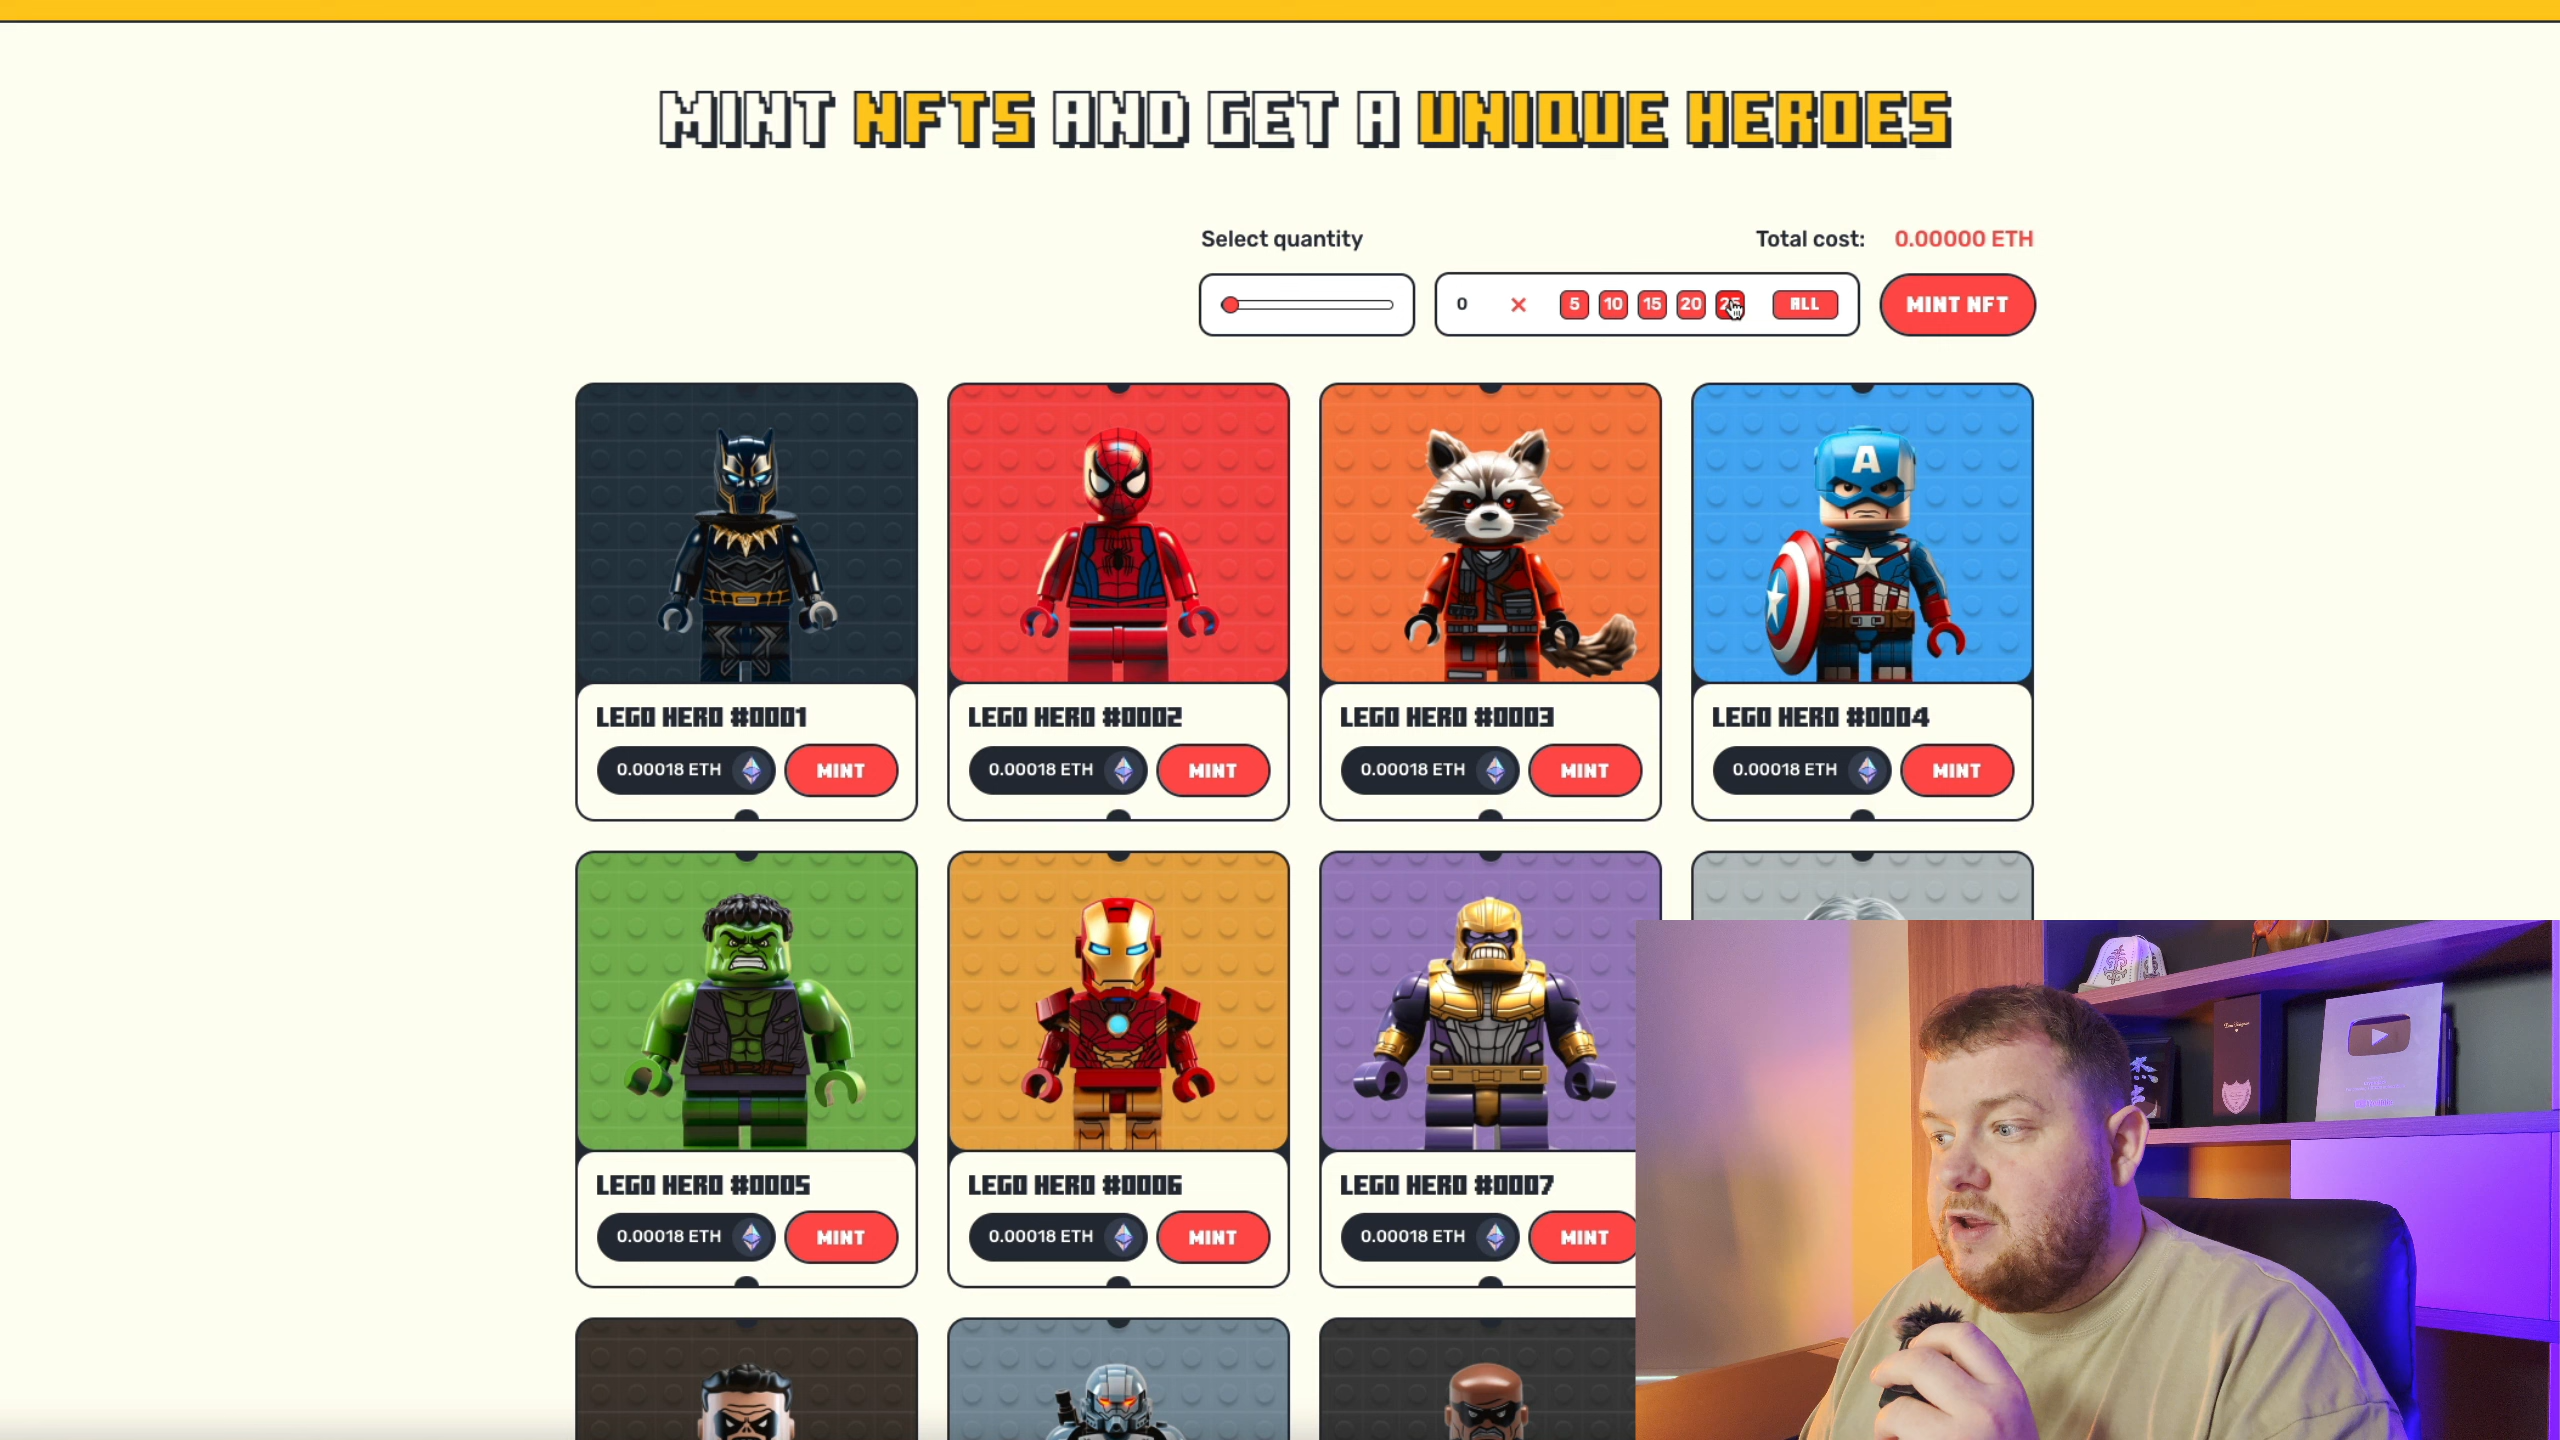 MINT NFTS AND GET A UNIQUE HEROES
Select quantity
Total cost: 0.00000 ETH
0 × 5 10 15 20 25 ALL
MINT NFT
A
LEGO HERO #0001
0.00018 ETH MINT
LEGO HERO #0002
0.00018 ETH MINT
LEGO HERO #0003
0.00018 ETH MINT
LEGO HERO #0004
0.00018 ETH MINT
LEGO HERO #0005
0.00018 ETH MINT
LEGO HERO #0006
0.00018 ETH MINT
LEGO HERO #0007
0.00018 ETH MINT